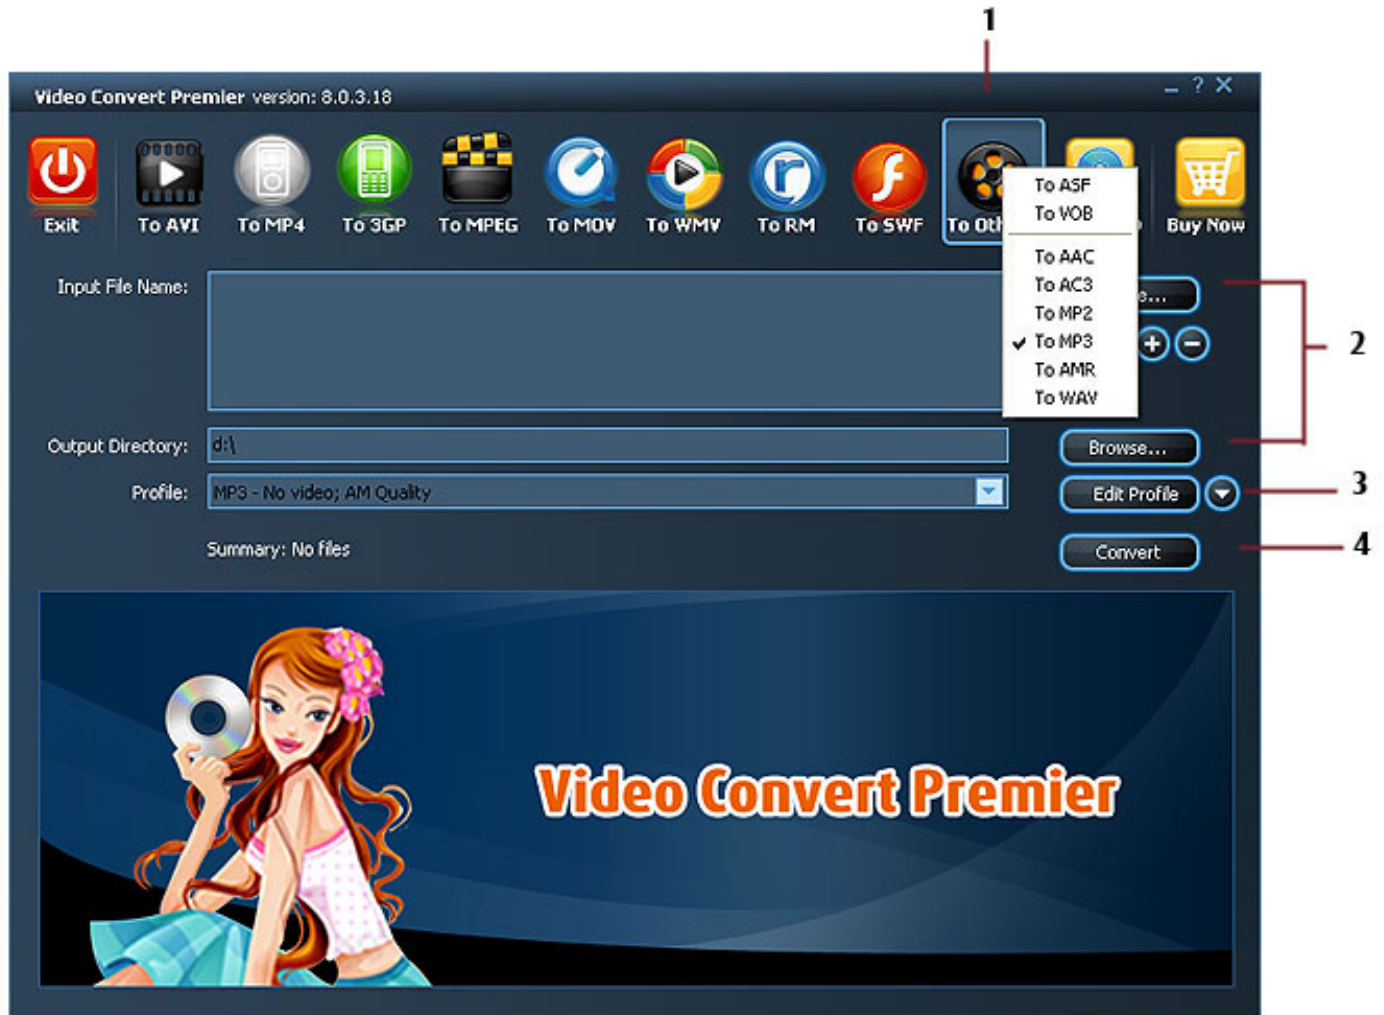 1
Video Convert Premier version: 8.0.3.18
Exit
To AVI
To MP4
To 3GP
To MPEG
To MOV
To WMV
To RM
To SWF
To Oth
Buy Now
To ASF
To VOB
To AAC
To AC3
To MP2
To MP3
To AMR
To WAV
Input File Name:
e...
2
Output Directory:
d:\
Browse...
Profile:
MP3 - No video; AM Quality
Edit Profile
3
Summary: No files
Convert
4
Video Convert Premier